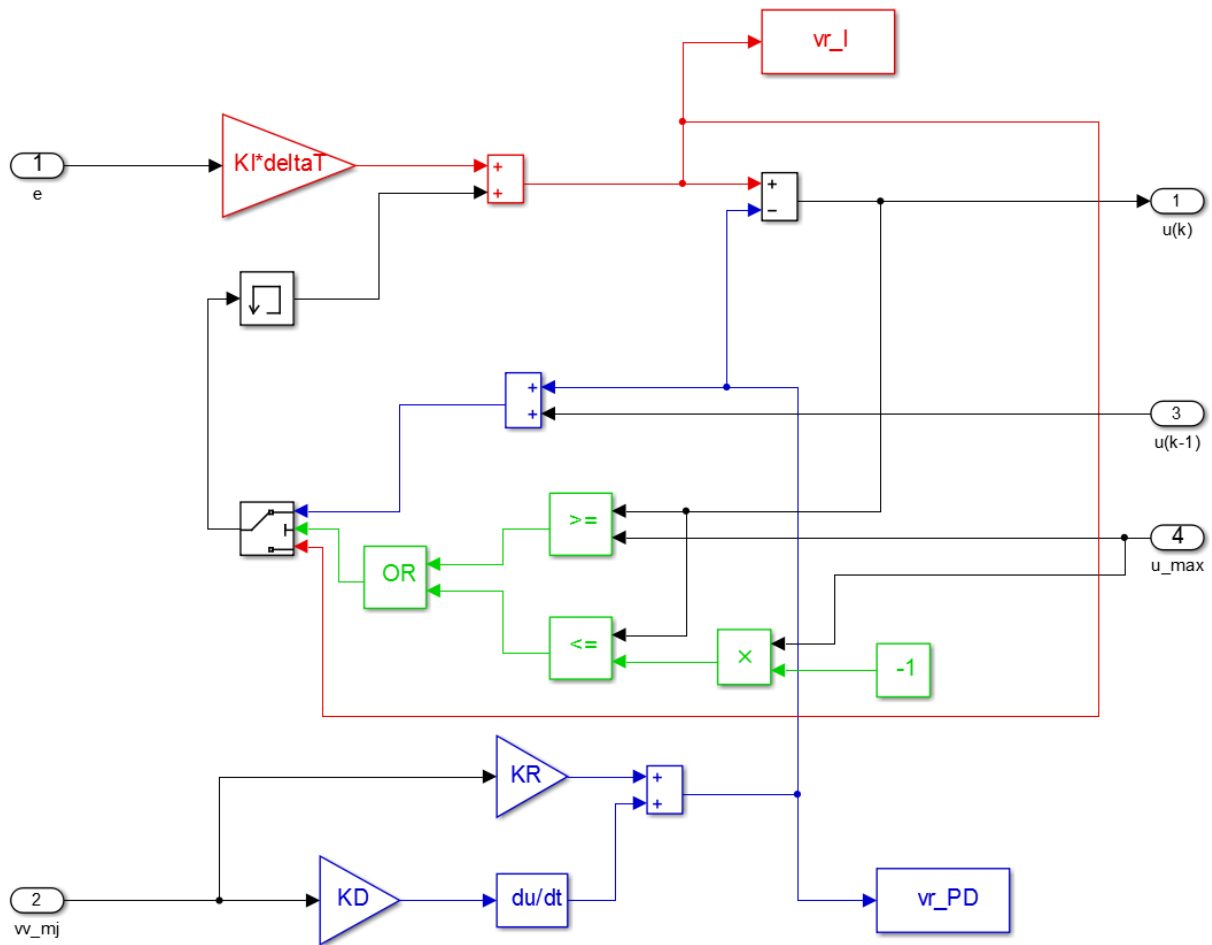 vr_I
1
KI*deltaT
e
+
+
+
−
1
u(k)
+
+
3
u(k-1)
>=
4
u_max
OR
<=
×
-1
KR
+
+
2
vv_mj
KD
du/dt
vr_PD